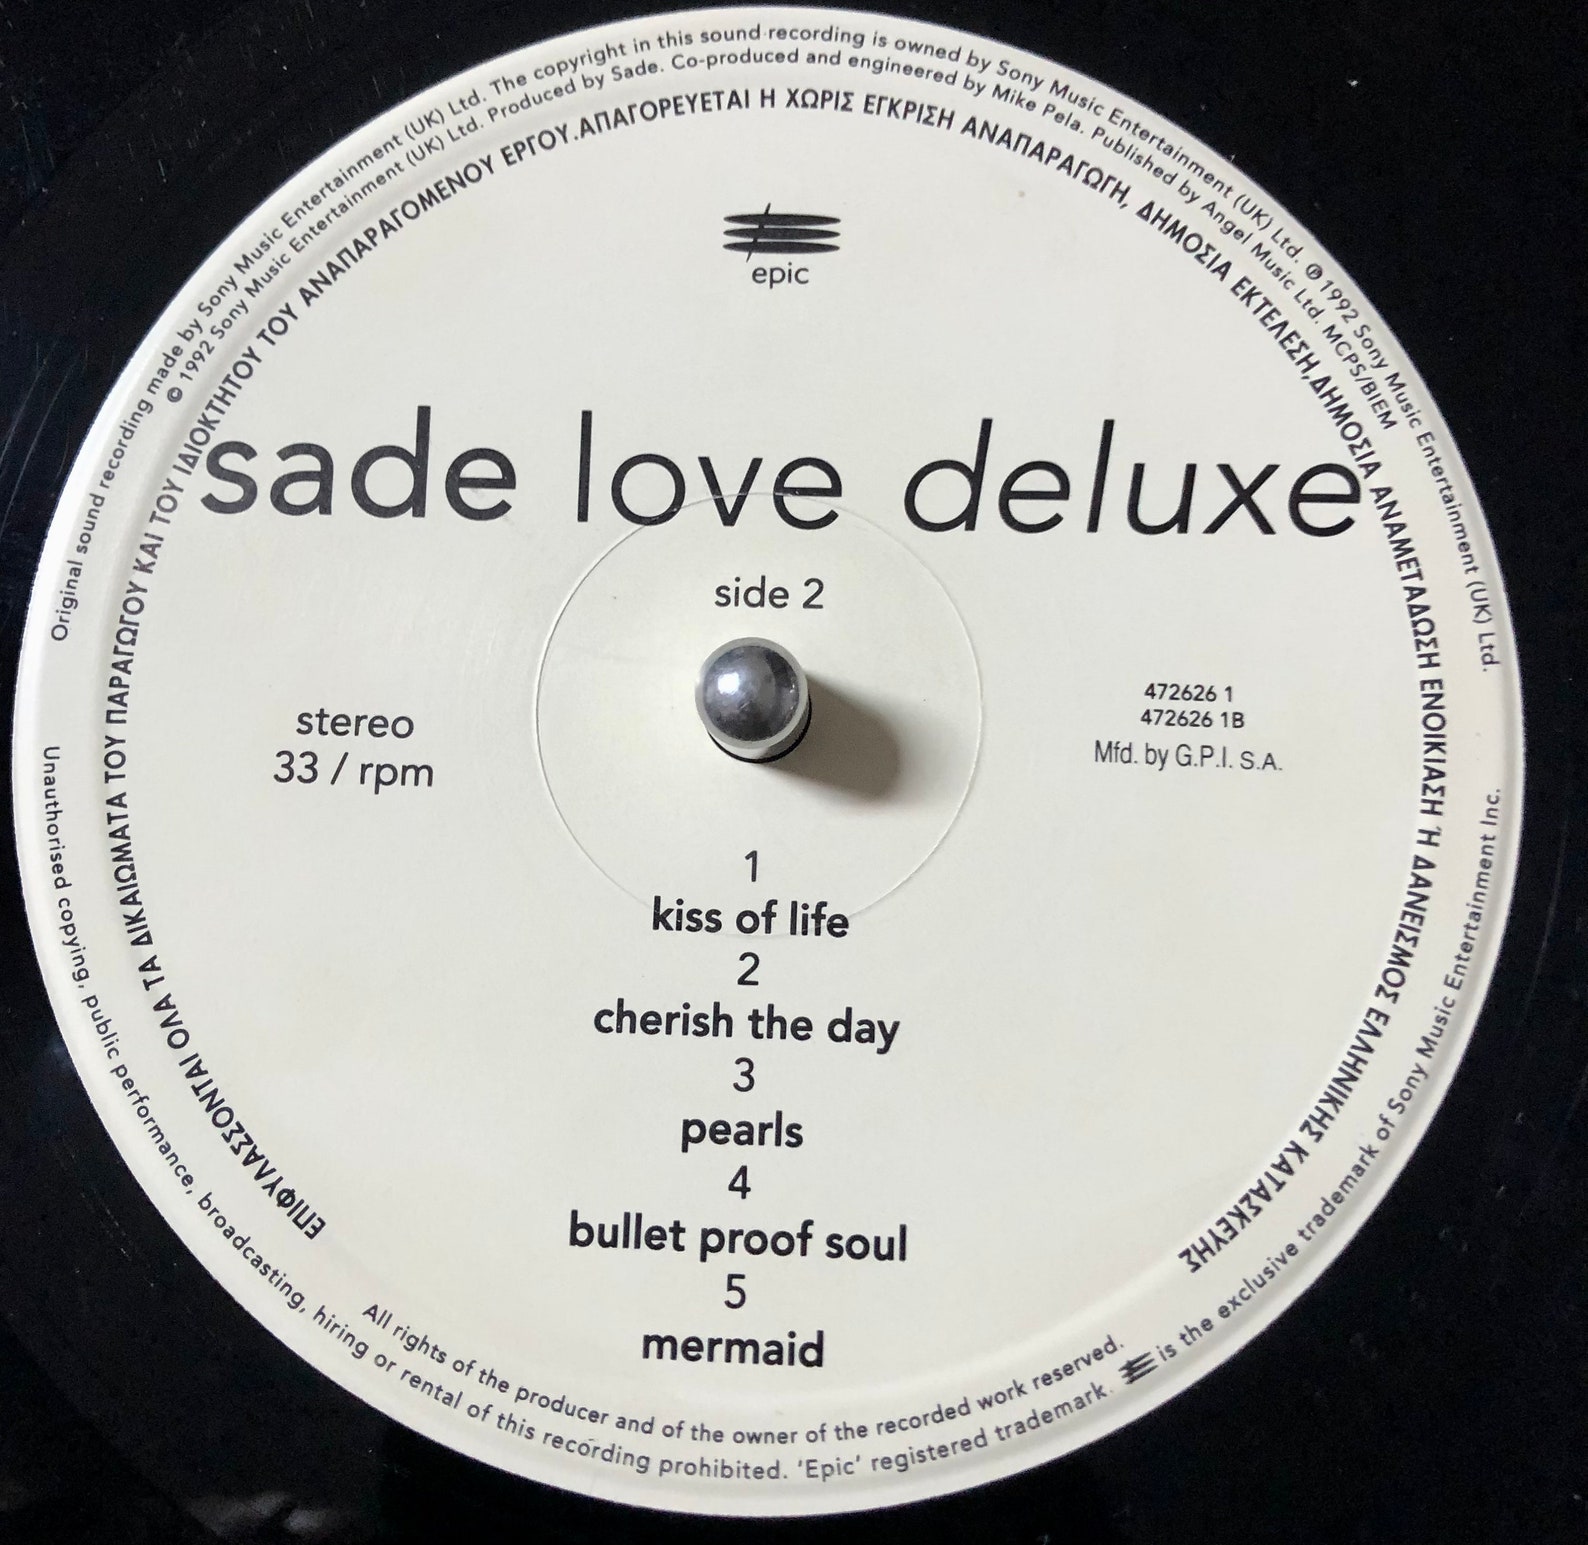 Original sound recording made by Sony Music Entertainment (UK) Ltd. The copyright in this sound recording is owned by Sony Music Entertainment (UK) Ltd. ℗ 1992 Sony Music Entertainment (UK) Ltd.
© 1992 Sony Music Entertainment (UK) Ltd. Produced by Sade. Co-produced and engineered by Mike Pela. Published by Angel Music Ltd. MCPS/BIEM
ΕΠΙΦΥΛΑΣΣΟΝΤΑΙ ΟΛΑ ΤΑ ΔΙΚΑΙΩΜΑΤΑ ΤΟΥ ΠΑΡΑΓΩΓΟΥ ΚΑΙ ΤΟΥ ΙΔΙΟΚΤΗΤΟΥ ΤΟΥ ΑΝΑΠΑΡΑΓΟΜΕΝΟΥ ΕΡΓΟΥ.ΑΠΑΓΟΡΕΥΕΤΑΙ Η ΧΩΡΙΣ ΕΓΚΡΙΣΗ ΑΝΑΠΑΡΑΓΩΓΗ, ΔΗΜΟΣΙΑ ΕΚΤΕΛΕΣΗ,ΔΗΜΟΣΙΑ ΑΝΑΜΕΤΑΔΩΣΗ ΕΝΟΙΚΙΑΣΗ Ή ΔΑΝΕΙΣΜΟΣ ΕΛΛΗΝΙΚΗΣ ΚΑΤΑΣΚΕΥΗΣ
epic
sade love deluxe
side 2
stereo
33 / rpm
472626 1
472626 1B
Mfd. by G.P.I. S.A.
1
kiss of life
2
cherish the day
3
pearls
4
bullet proof soul
5
mermaid
All rights of the producer and of the owner of the recorded work reserved.
Unauthorised copying, public performance, broadcasting, hiring or rental of this recording prohibited. 'Epic' registered trademark. is the exclusive trademark of Sony Music Entertainment Inc.